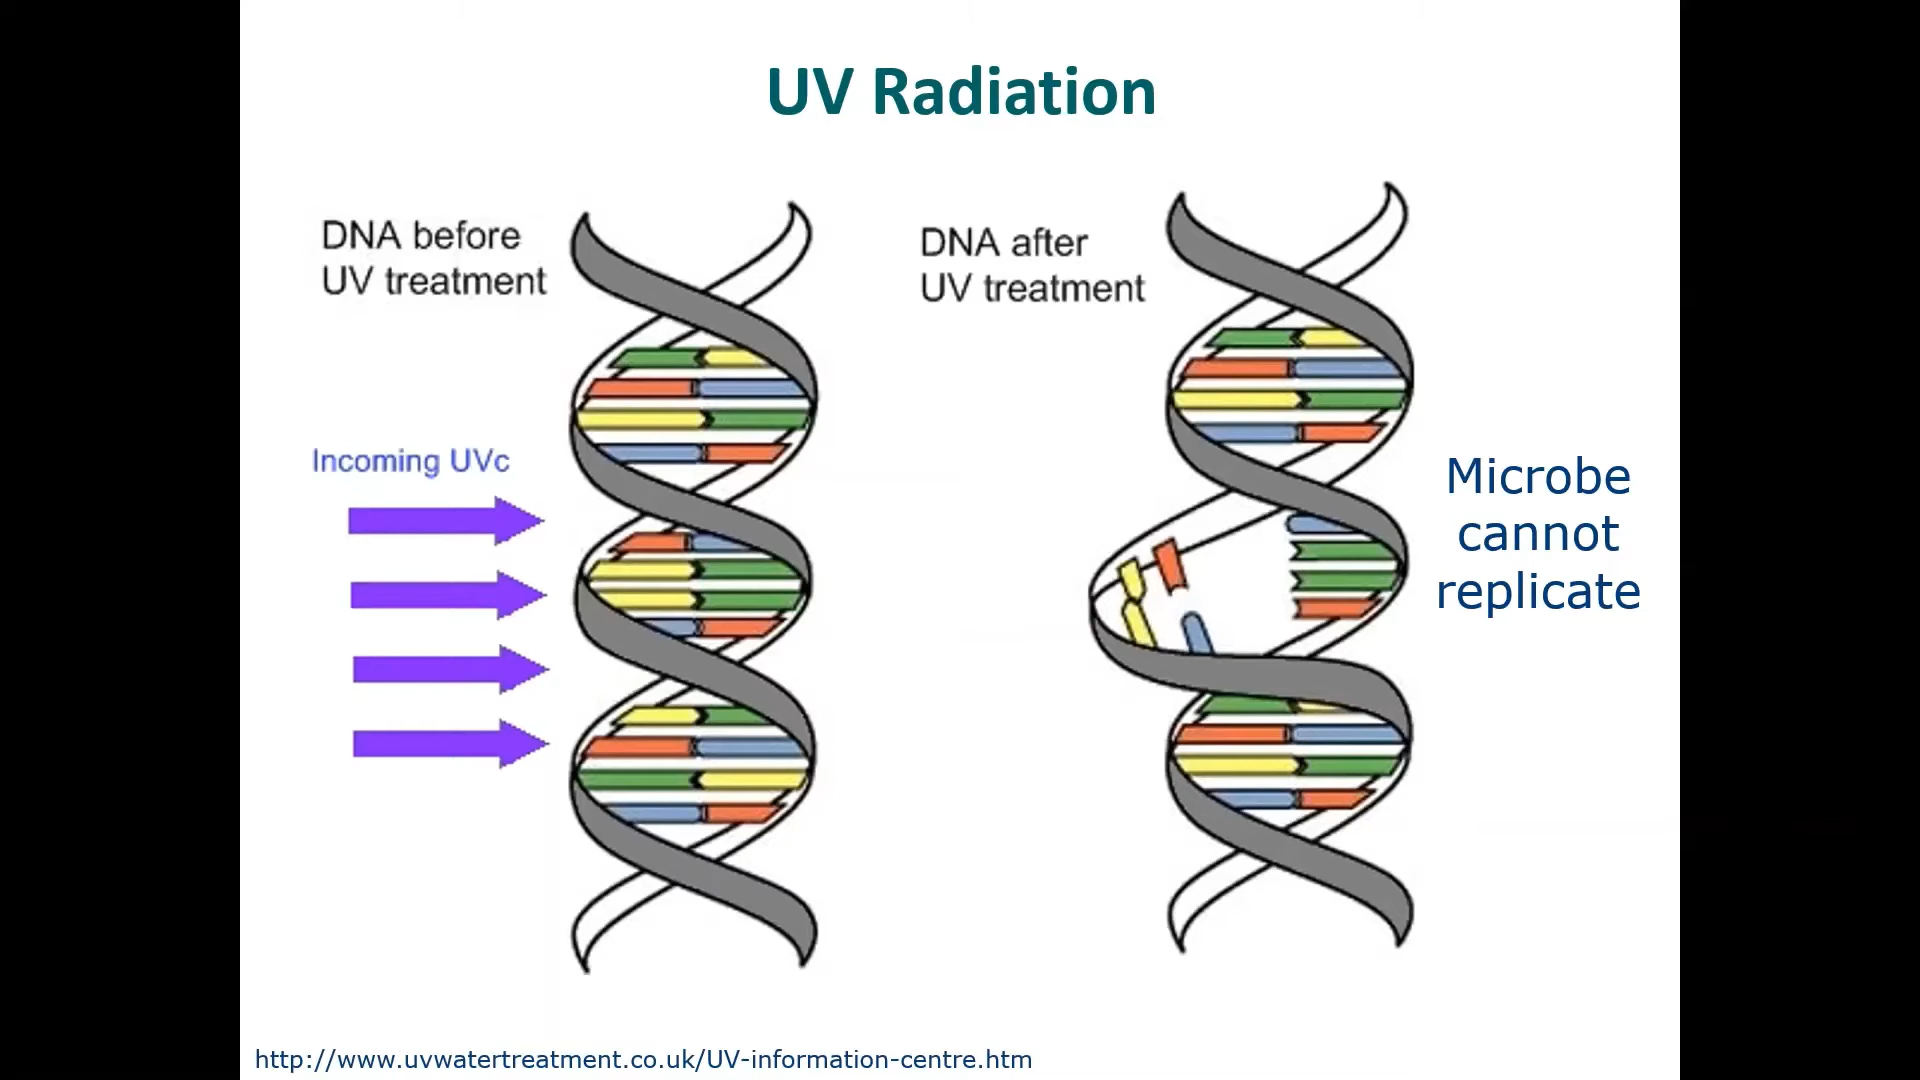 UV Radiation
DNA before
UV treatment
DNA after
UV treatment
Incoming UVc
Microbe
cannot
replicate
http://www.uvwatertreatment.co.uk/UV-information-centre.htm